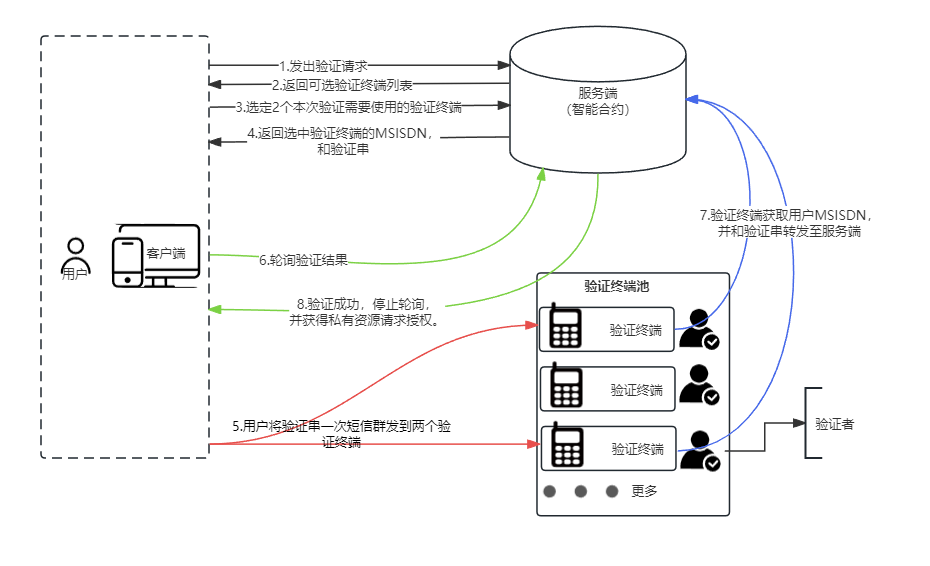 1.发出验证请求
2.返回可选验证终端列表
3.选定2个本次验证需要使用的验证终端
4.返回选中验证终端的MSISDN，
和验证串
服务端
（智能合约）
7.验证终端获取用户MSISDN，
并和验证串转发至服务端
用户
客户端
6.轮询验证结果
8.验证成功，停止轮询，
并获得私有资源请求授权。
验证终端池
验证终端
验证终端
验证终端
更多
5.用户将验证串一次短信群发到两个验
证终端
验证者